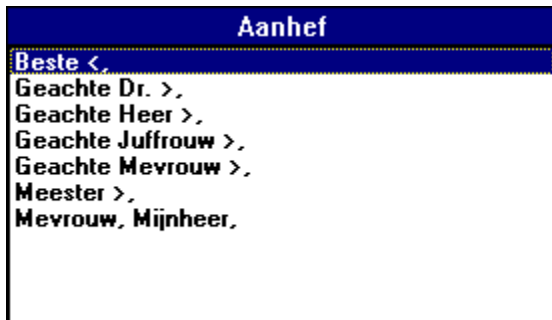 Aanhef
Beste <,
Geachte Dr. >,
Geachte Heer >,
Geachte Juffrouw >,
Geachte Mevrouw >,
Meester >,
Mevrouw, Mijnheer,